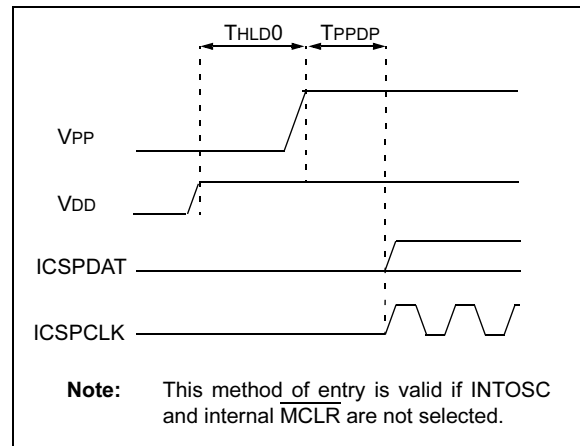 THLD0 TPPDP
VPP
VDD
ICSPDAT
ICSPCLK
Note: This method of entry is valid if INTOSC
and internal MCLR are not selected.